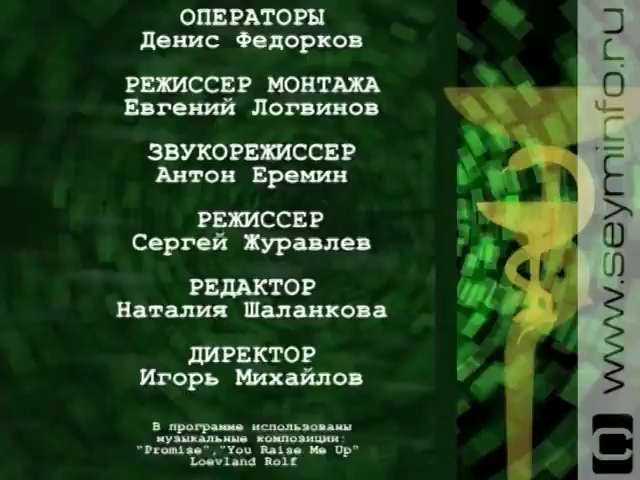 ОПЕРАТОРЫ
Денис Федорков
РЕЖИССЕР МОНТАЖА
Евгений Логвинов
ЗВУКОРЕЖИССЕР
Антон Еремин
РЕЖИССЕР
Сергей Журавлев
РЕДАКТОР
Наталия Шаланкова
ДИРЕКТОР
Игорь Михайлов
В программе использованы
музыкальные композиции:
"Promise","You Raise Me Up"
Loevland Rolf
www.seyminfo.ru